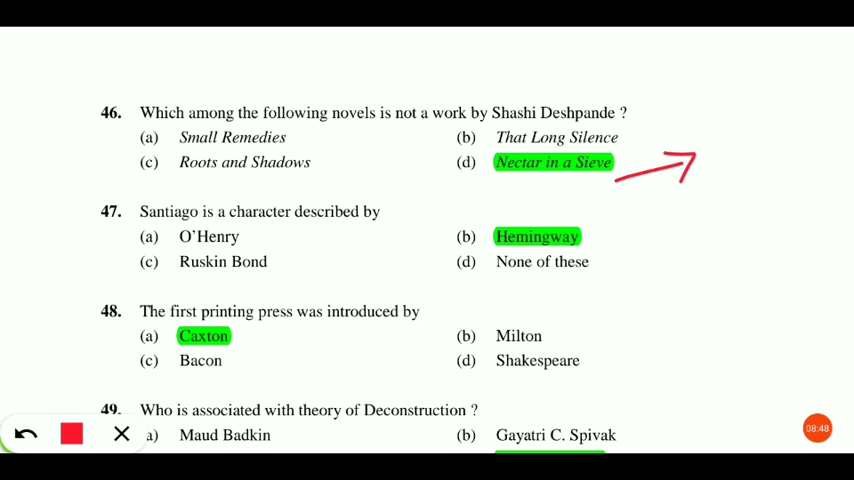 46. Which among the following novels is not a work by Shashi Deshpande ?
(a) Small Remedies (b) That Long Silence
(c) Roots and Shadows (d) Nectar in a Sieve
47. Santiago is a character described by
(a) O'Henry (b) Hemingway
(c) Ruskin Bond (d) None of these
48. The first printing press was introduced by
(a) Caxton (b) Milton
(c) Bacon (d) Shakespeare
49. Who is associated with theory of Deconstruction ?
a) Maud Badkin (b) Gayatri C. Spivak
08:48